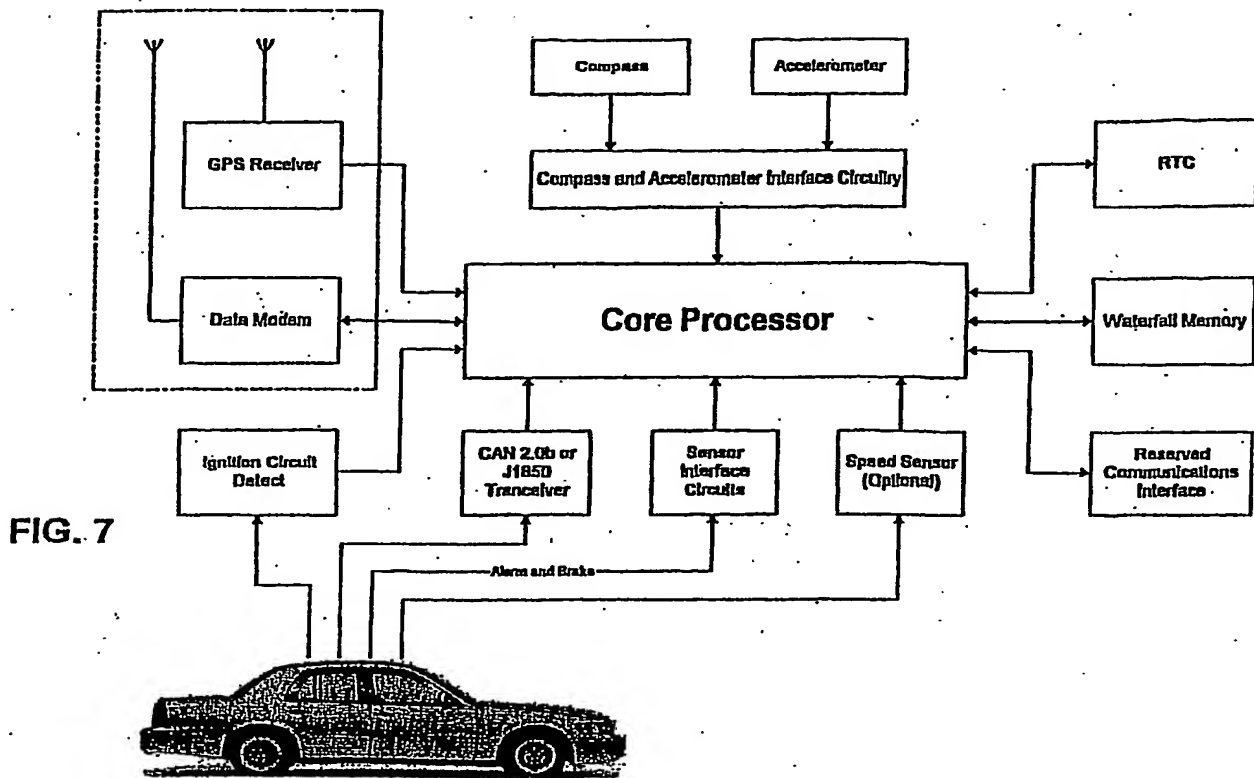 Compass
Accelerometer
GPS Receiver
Compass and Accelerometer Interface Circuitry
RTC
Core Processor
Data Modem
Waterfall Memory
Ignition Circuit
Detect
CAN 2.0b or
J1850
Tranceiver
Sensor
Interface
Circuits
Speed Sensor
(Optional)
Reserved
Communications
Interface
FIG. 7
Alarm and Brake